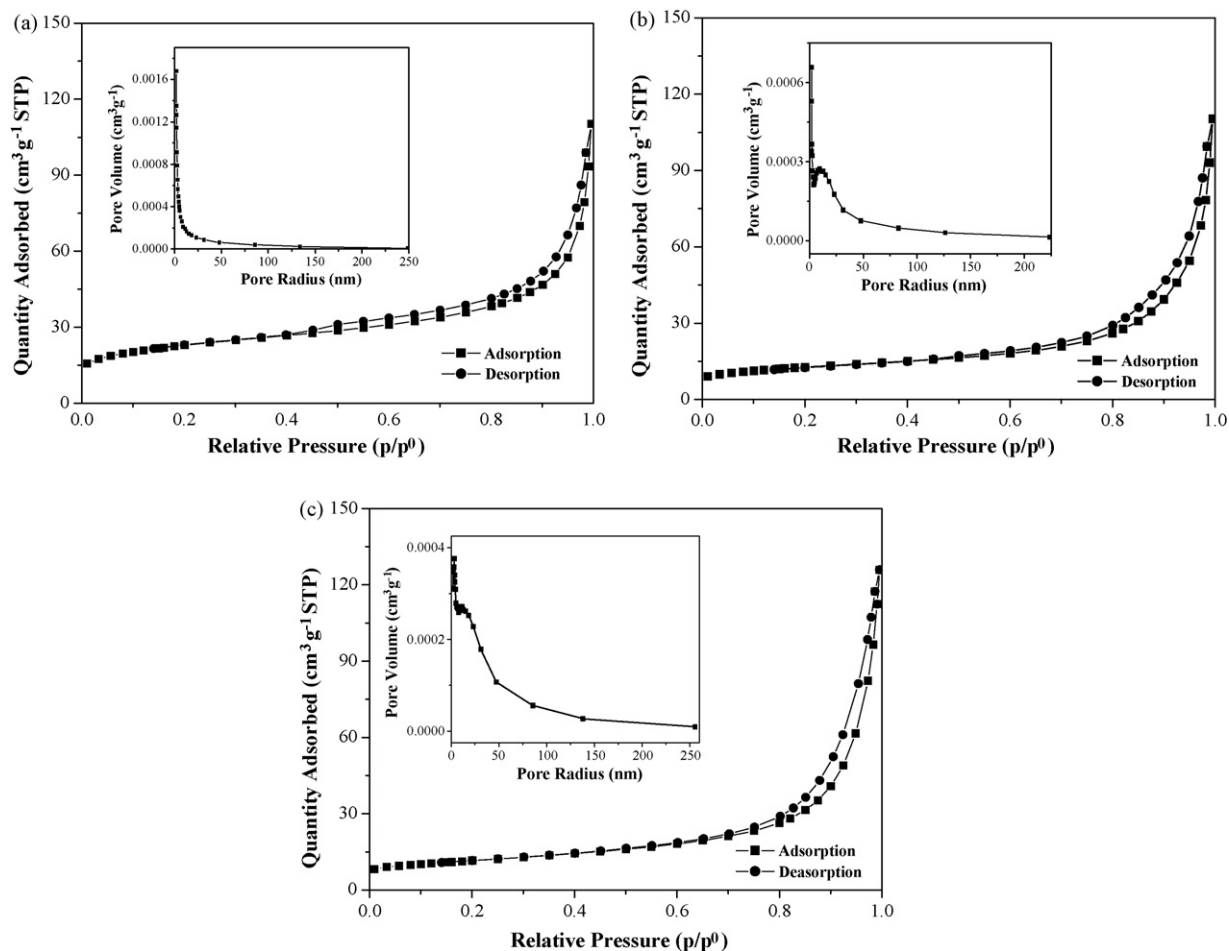 (a)
150
120
90
60
30
0
Quantity Adsorbed (cm³g⁻¹ STP)
0.0 0.2 0.4 0.6 0.8 1.0
Relative Pressure (p/p⁰)
Adsorption
Desorption
0.0016
0.0012
0.0008
0.0004
0.0000
Pore Volume (cm³g⁻¹)
0 50 100 150 200 250
Pore Radius (nm)
(b)
150
120
90
60
30
0
Quantity Adsorbed (cm³g⁻¹ STP)
0.0 0.2 0.4 0.6 0.8 1.0
Relative Pressure (p/p⁰)
Adsorption
Desorption
0.0006
0.0003
0.0000
Pore Volume (cm³g⁻¹)
0 50 100 150 200
Pore Radius (nm)
(c)
150
120
90
60
30
0
Quantity Adsorbed (cm³g⁻¹ STP)
0.0 0.2 0.4 0.6 0.8 1.0
Relative Pressure (p/p⁰)
Adsorption
Deasorption
0.0004
0.0002
0.0000
Pore Volume (cm³g⁻¹)
0 50 100 150 200 250
Pore Radius (nm)